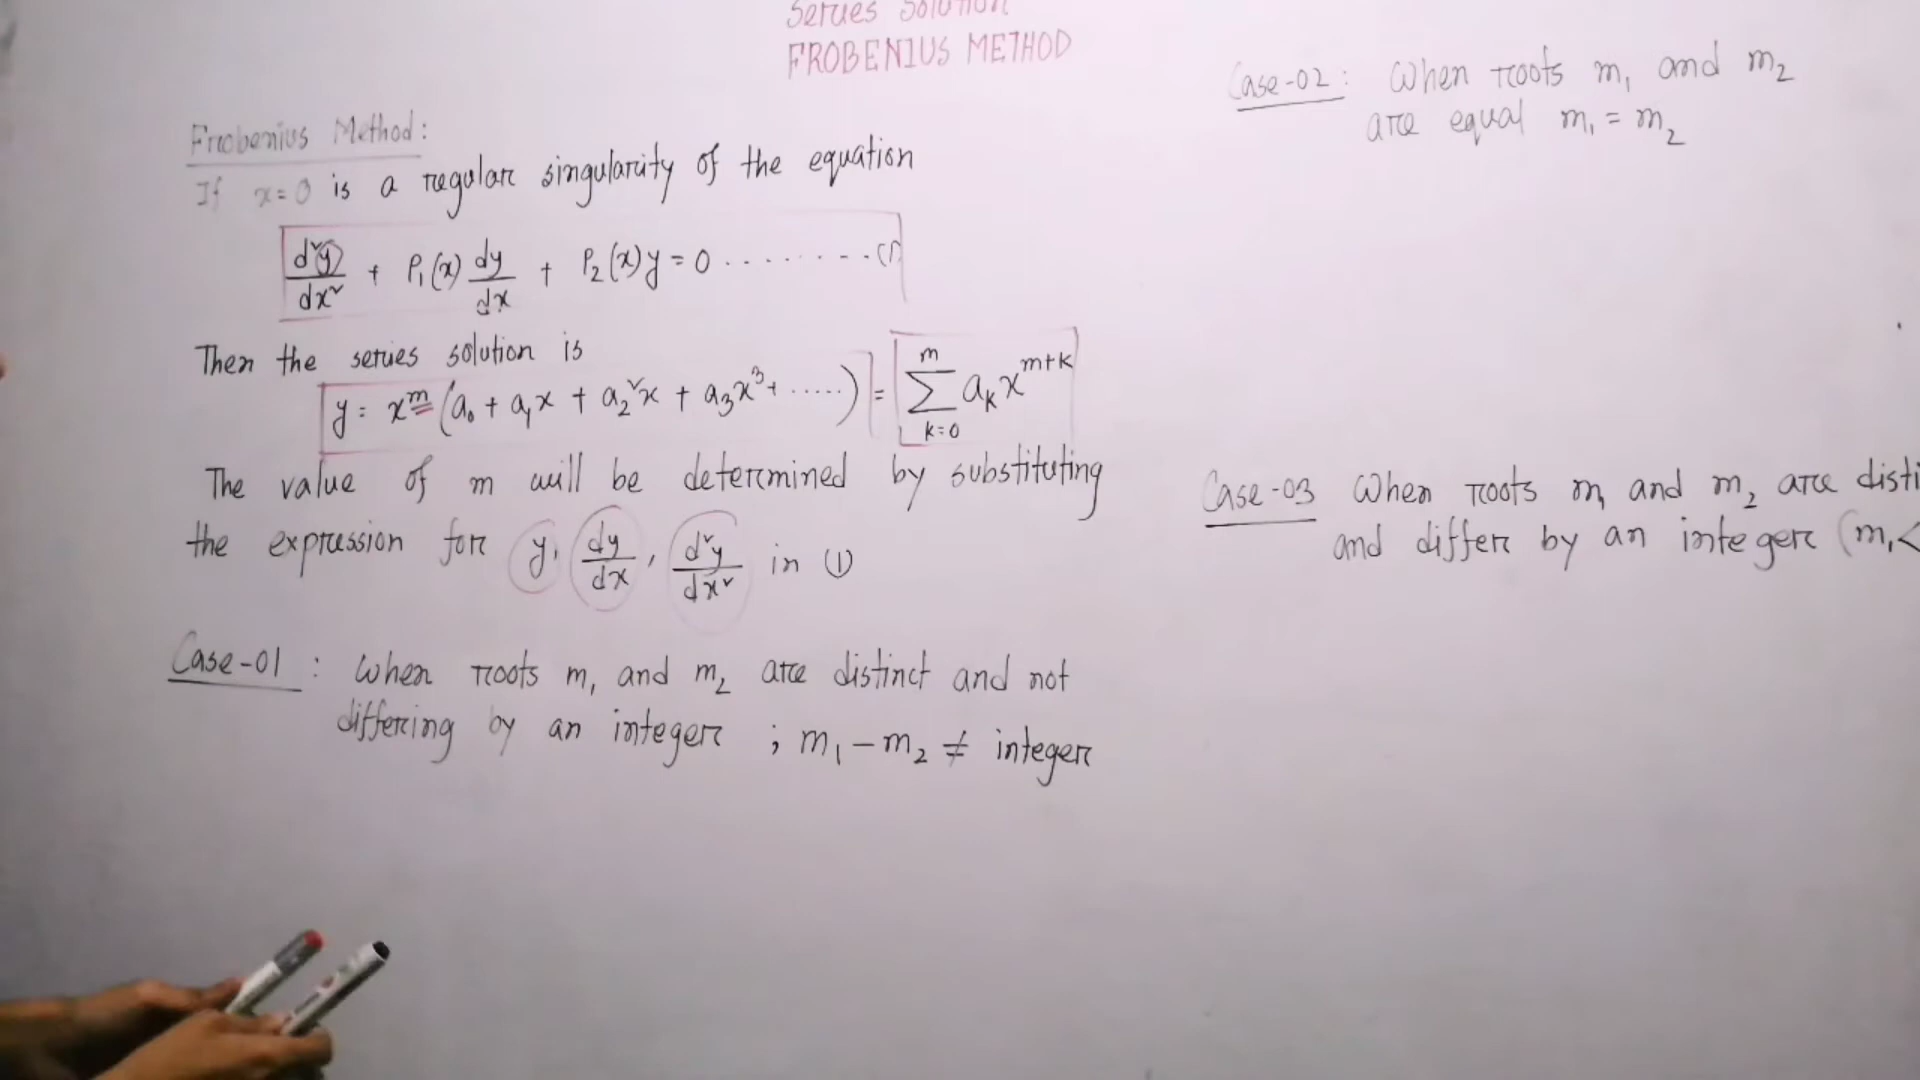 Series Solution
FROBENIUS METHOD
Frobenius Method:
If x=0 is a regular singularity of the equation
d²y/dx² + P₁(x) dy/dx + P₂(x)y = 0 ........(1)
Then the series solution is
y = x^m (a₀ + a₁x + a₂²x + a₃x³ + .....) = ∑_{k=0}^{m} a_k x^{m+k}
The value of m will be determined by substituting
the expression for y, dy/dx, d²y/dx² in ①
Case-01 : When roots m₁ and m₂ are distinct and not
differing by an integer ; m₁ − m₂ ≠ integer
Case-02 : When roots m₁ and m₂
are equal m₁ = m₂
Case-03 When roots m₁ and m₂ are disti
and differ by an integer (m₁<